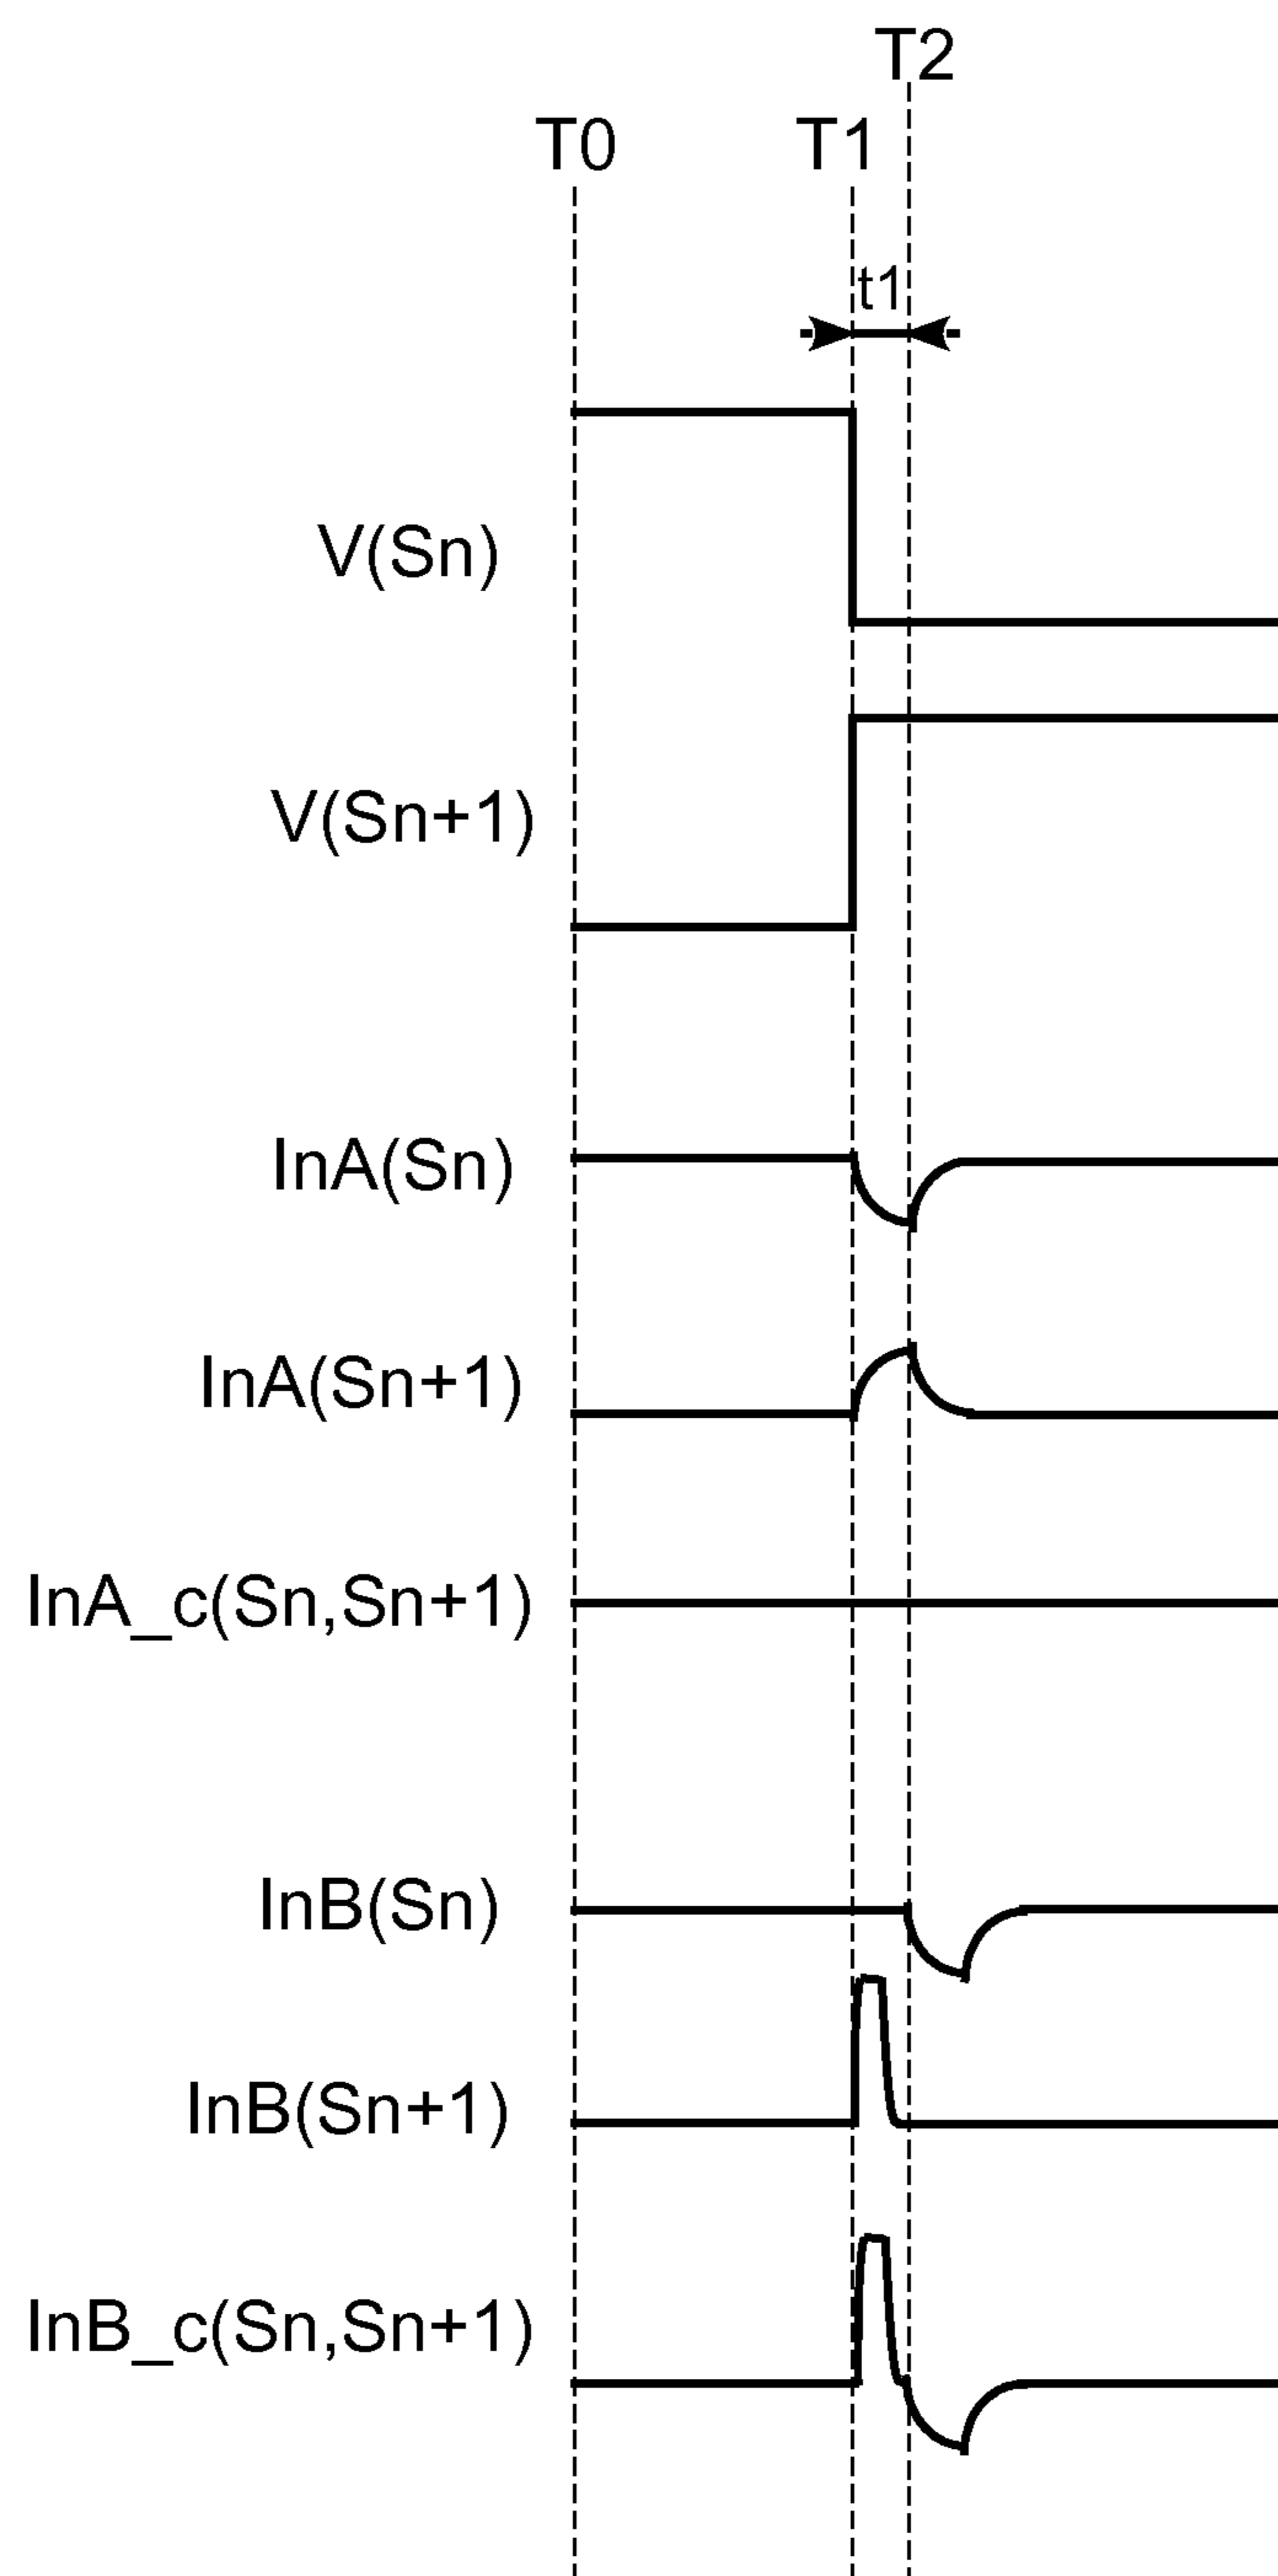 T2
T0
T1
t1
V(Sn)
V(Sn+1)
InA(Sn)
InA(Sn+1)
InA_c(Sn,Sn+1)
InB(Sn)
InB(Sn+1)
InB_c(Sn,Sn+1)